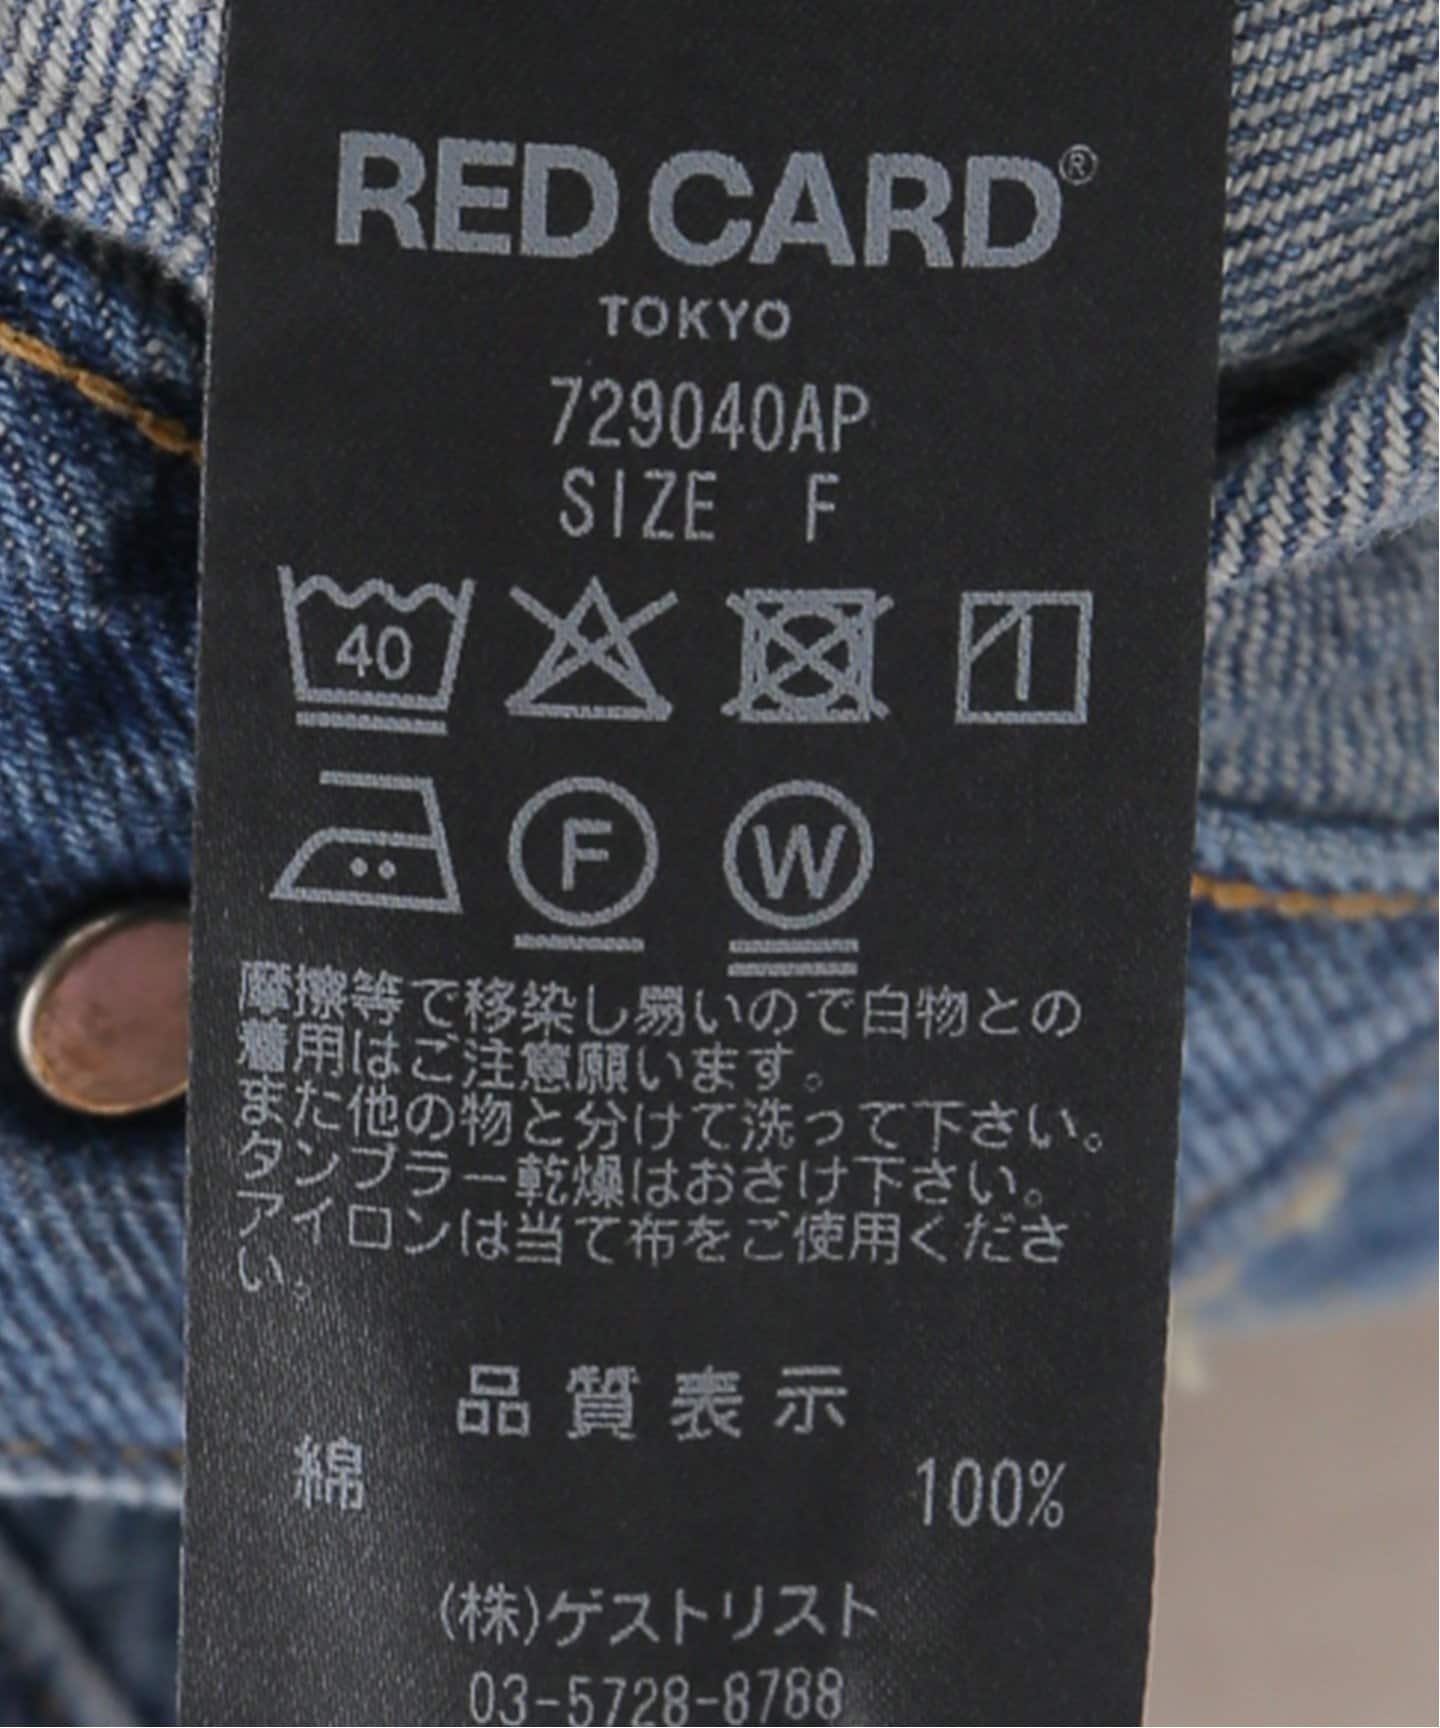 RED CARD®
TOKYO
729040AP
SIZE F
40
F W
摩擦等で移染し易いので白物との
着用はご注意願います。
また他の物と分けて洗って下さい。
タンブラー乾燥はおさけ下さい。
アイロンは当て布をご使用くださ
い。
品質表示
綿 100%
(株)ゲストリスト
03-5728-8788